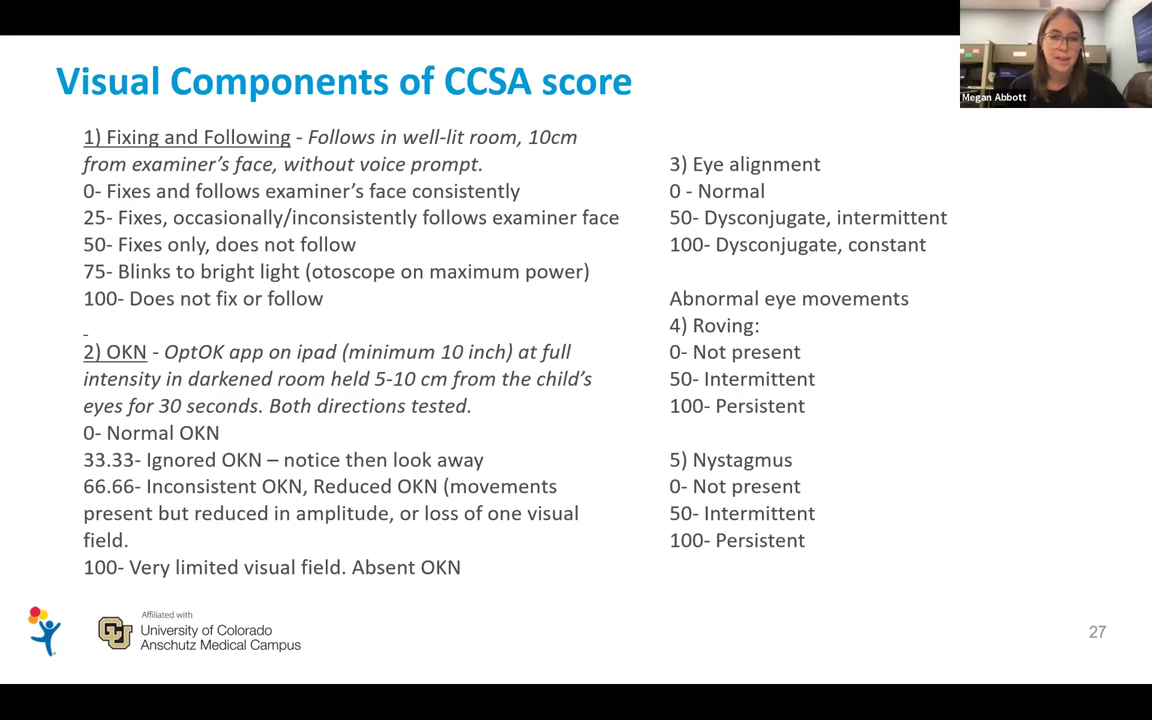 Visual Components of CCSA score
Megan Abbott
1) Fixing and Following - Follows in well-lit room, 10cm
from examiner's face, without voice prompt.
0- Fixes and follows examiner's face consistently
25- Fixes, occasionally/inconsistently follows examiner face
50- Fixes only, does not follow
75- Blinks to bright light (otoscope on maximum power)
100- Does not fix or follow
2) OKN - OptOK app on ipad (minimum 10 inch) at full
intensity in darkened room held 5-10 cm from the child's
eyes for 30 seconds. Both directions tested.
0- Normal OKN
33.33- Ignored OKN – notice then look away
66.66- Inconsistent OKN, Reduced OKN (movements
present but reduced in amplitude, or loss of one visual
field.
100- Very limited visual field. Absent OKN
3) Eye alignment
0 - Normal
50- Dysconjugate, intermittent
100- Dysconjugate, constant
Abnormal eye movements
4) Roving:
0- Not present
50- Intermittent
100- Persistent
5) Nystagmus
0- Not present
50- Intermittent
100- Persistent
Affiliated with
CU
University of Colorado
Anschutz Medical Campus
27